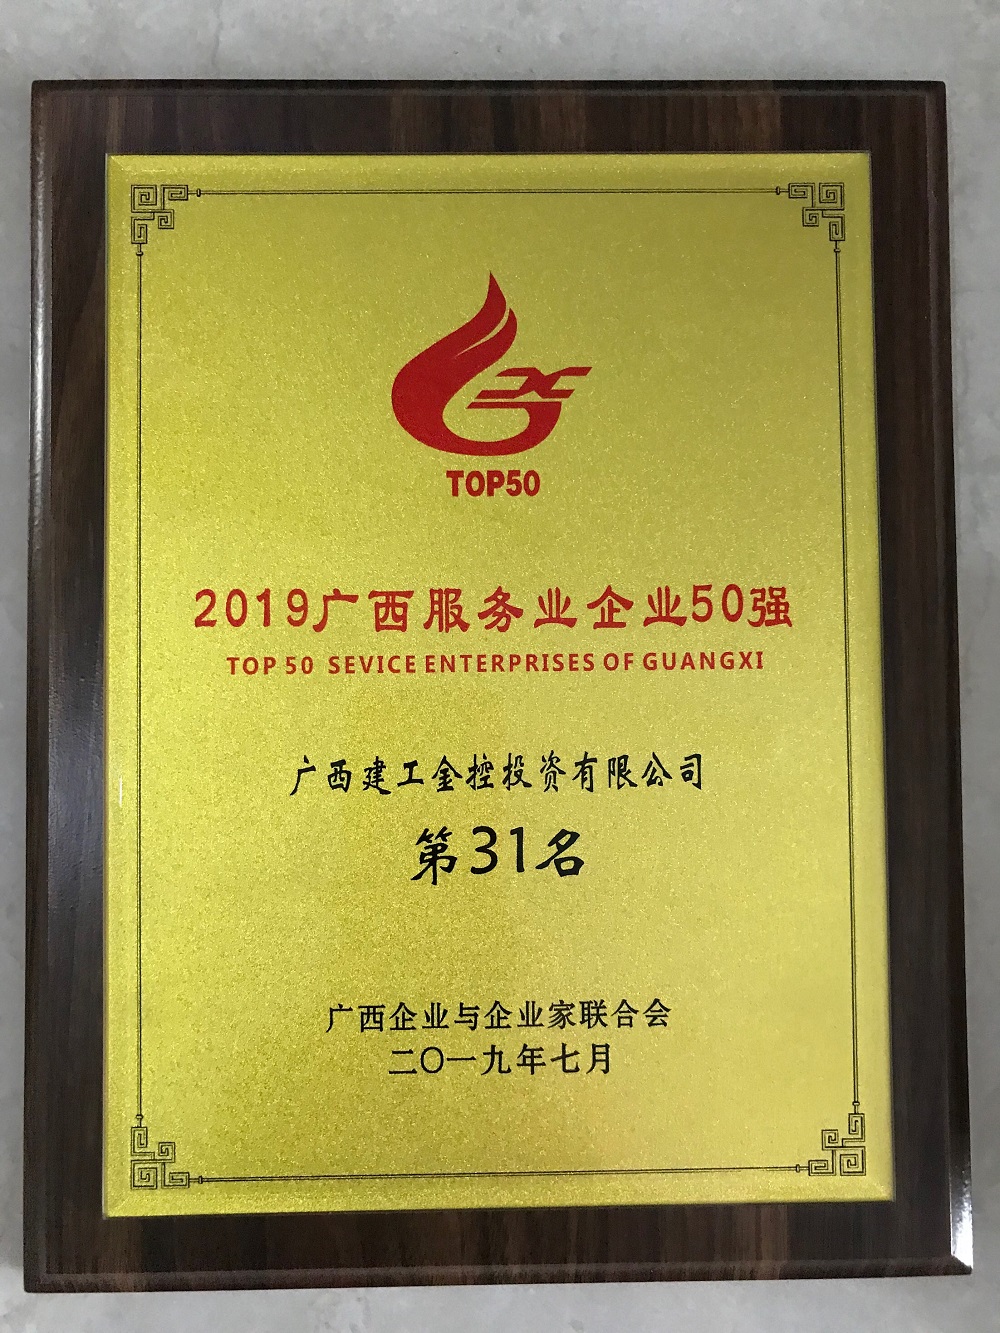 TOP50
2019广西服务业企业50强
TOP 50 SEVICE ENTERPRISES OF GUANGXI
广西建工金控投资有限公司
第31名
广西企业与企业家联合会
二〇一九年七月